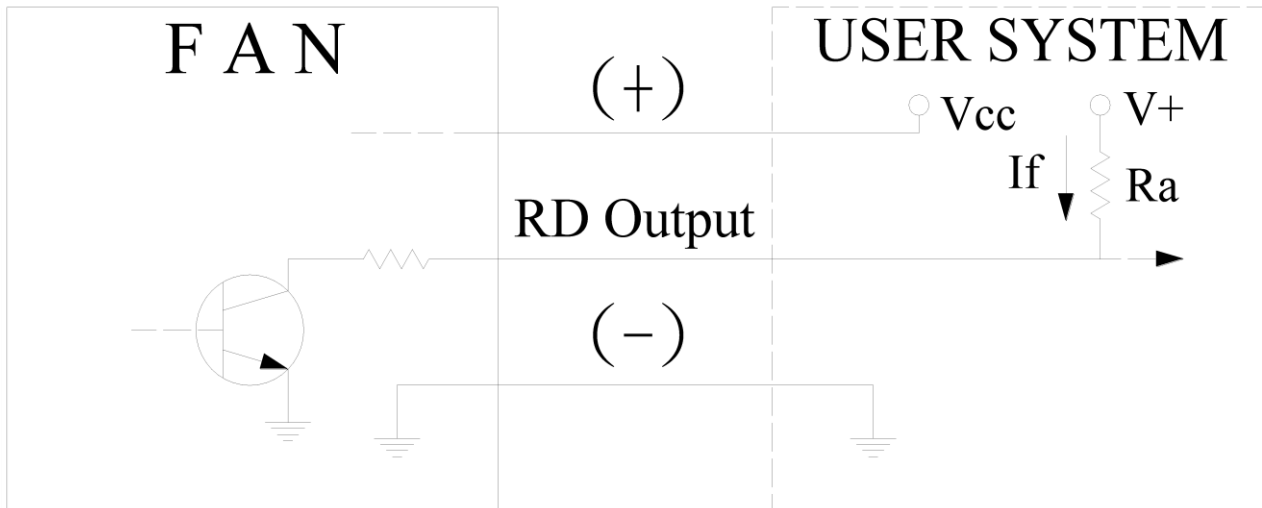 F A N
USER SYSTEM
(+)
Vcc
V+
If
Ra
RD Output
(-)